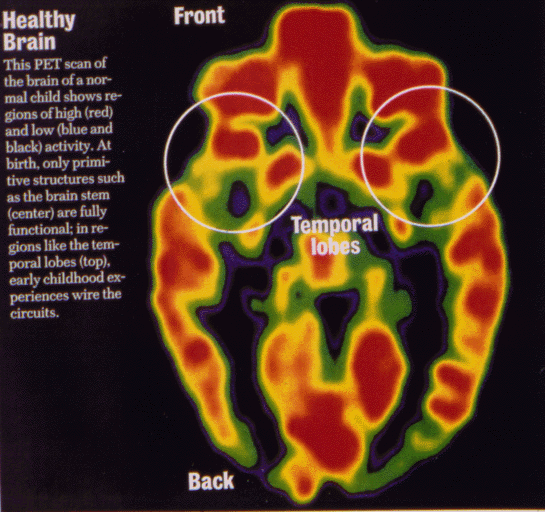 Healthy
Brain
This PET scan of
the brain of a nor-
mal child shows re-
gions of high (red)
and low (blue and
black) activity. At
birth, only primi-
tive structures such
as the brain stem
(center) are fully
functional; in re-
gions like the tem-
poral lobes (top),
early childhood ex-
periences wire the
circuits.
Front
Temporal
lobes
Back